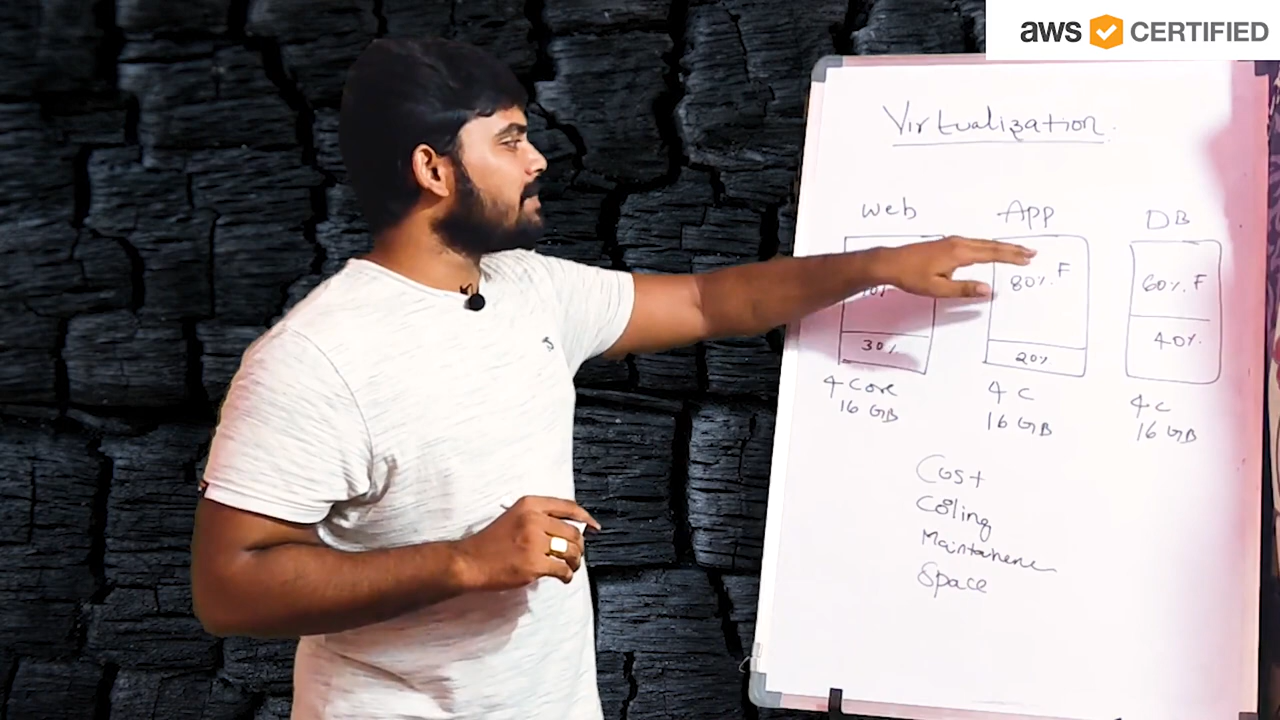 aws CERTIFIED
Virtualization.
Web App DB
80% F 60% F
30% 20% 40%
4 Core 4 C 4 C
16 GB 16 GB 16 GB
Cost
Cooling
Maintanenc
Space